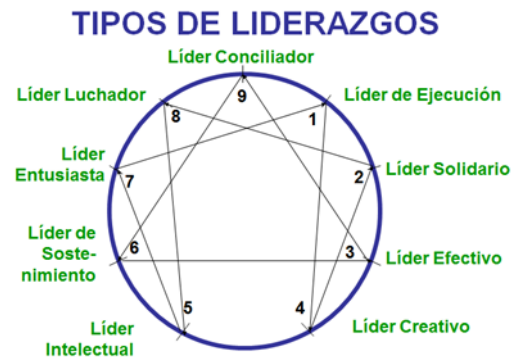 TIPOS DE LIDERAZGOS
Líder Conciliador
9
Líder Luchador
8
1
Líder de Ejecución
Líder
Entusiasta
7
2
Líder Solidario
Líder de
Soste-
nimiento
6
3
Líder Efectivo
5
4
Líder
Intelectual
Líder Creativo